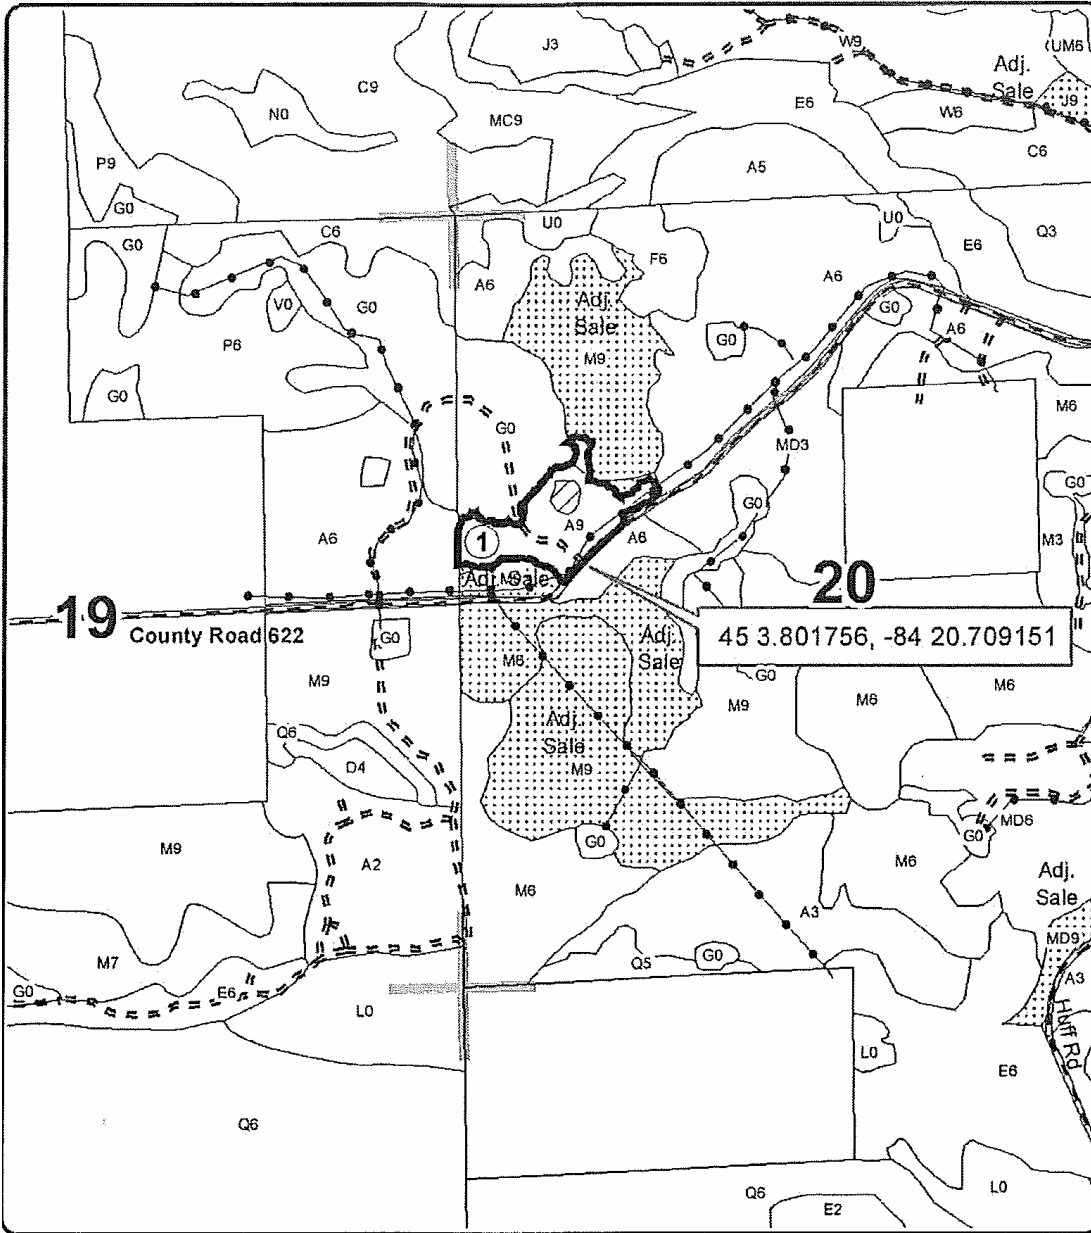 J3
W9
UM6
Adj.
Sale
J9
C9
N0
MC9
E6
W6
C6
A5
P9
G0
U0
U0
C6
G0
E6
Q3
A6
F6
A6
Adj.
Sale
V0
G0
G0
A6
P6
G0
M9
G0
M6
G0
MD3
G0
G0
A9
A6
A6
M3
1
Adj. Sale
20
19
County Road 622
G0
M6
Adj.
Sale
45 3.801756, -84 20.709151
G0
M9
M9
M6
M6
Q6
Adj.
Sale
D4
M9
MD6
G0
G0
M9
A2
M6
M6
Adj.
Sale
A3
MD9
M7
Q5
G0
A3
G0
E6
L0
Huff Rd
L0
E6
Q6
Q6
L0
E2